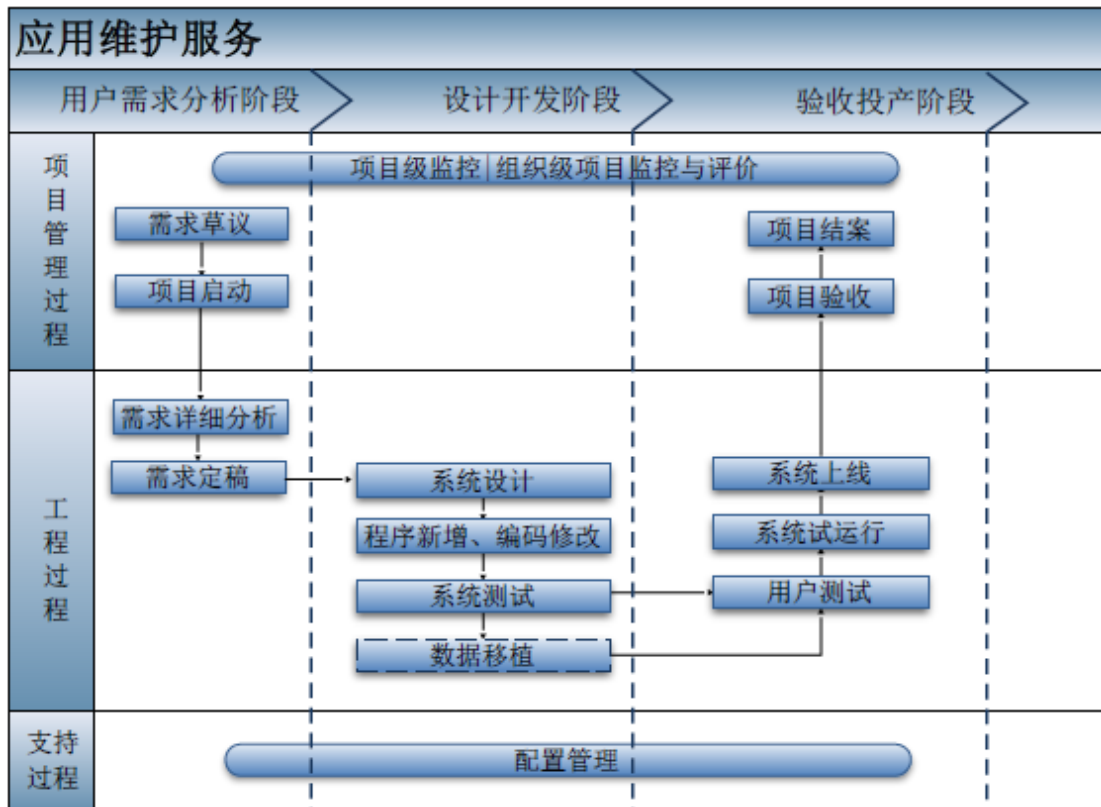 应用维护服务
用户需求分析阶段
设计开发阶段
验收投产阶段
项目管理过程
项目级监控|组织级项目监控与评价
需求草议
项目启动
项目结案
项目验收
工程过程
需求详细分析
需求定稿
系统设计
程序新增、编码修改
系统测试
数据移植
系统上线
系统试运行
用户测试
支持
过程
配置管理